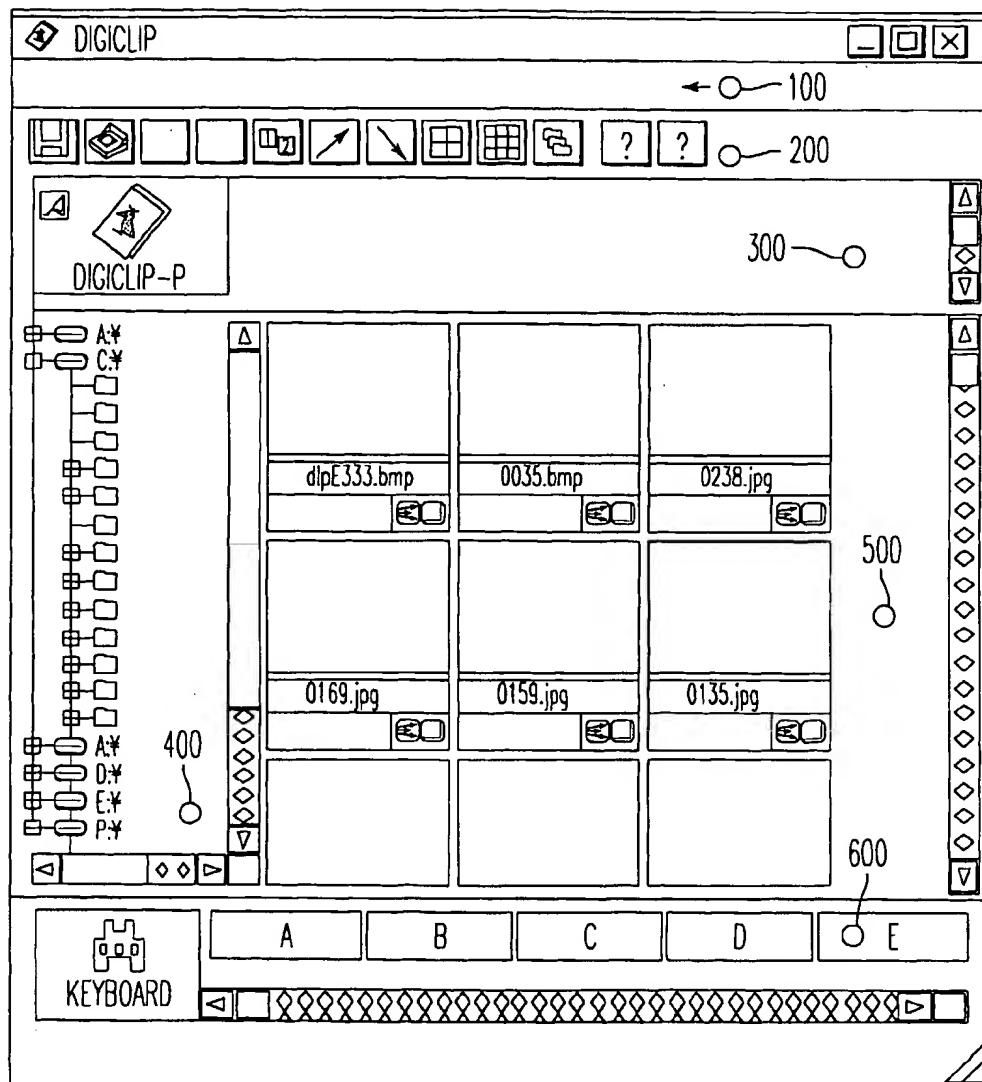 DIGICLIP
100
? ? 200
DIGICLIP-P
300
A:¥
C:¥
dlpE333.bmp 0035.bmp 0238.jpg
500
0169.jpg 0159.jpg 0135.jpg
400
A:¥
D:¥
E:¥
P:¥
600
A B C D E
KEYBOARD